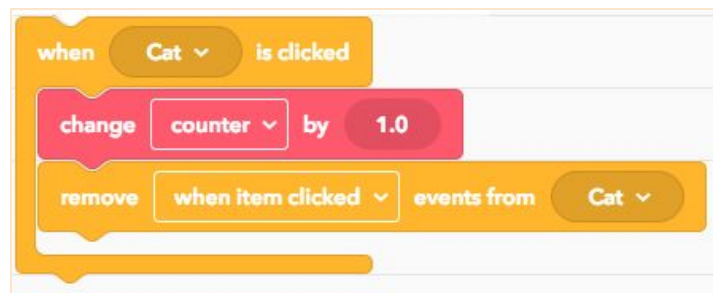 when Cat is clicked
change counter by 1.0
remove when item clicked events from Cat